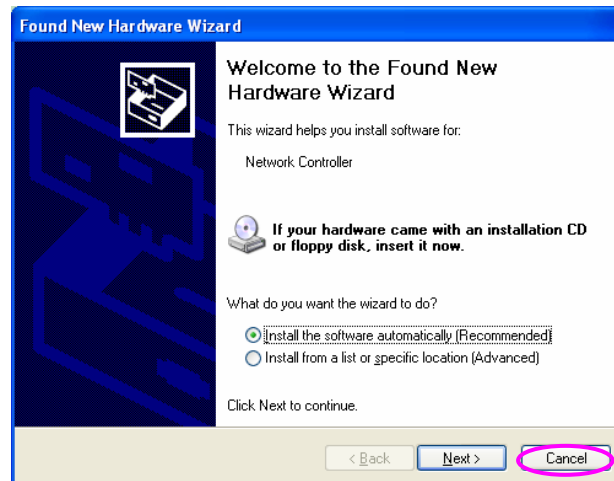 Found New Hardware Wizard
Welcome to the Found New
Hardware Wizard
This wizard helps you install software for:
Network Controller
If your hardware came with an installation CD
or floppy disk, insert it now.
What do you want the wizard to do?
Install the software automatically (Recommended)
Install from a list or specific location (Advanced)
Click Next to continue.
< Back Next > Cancel